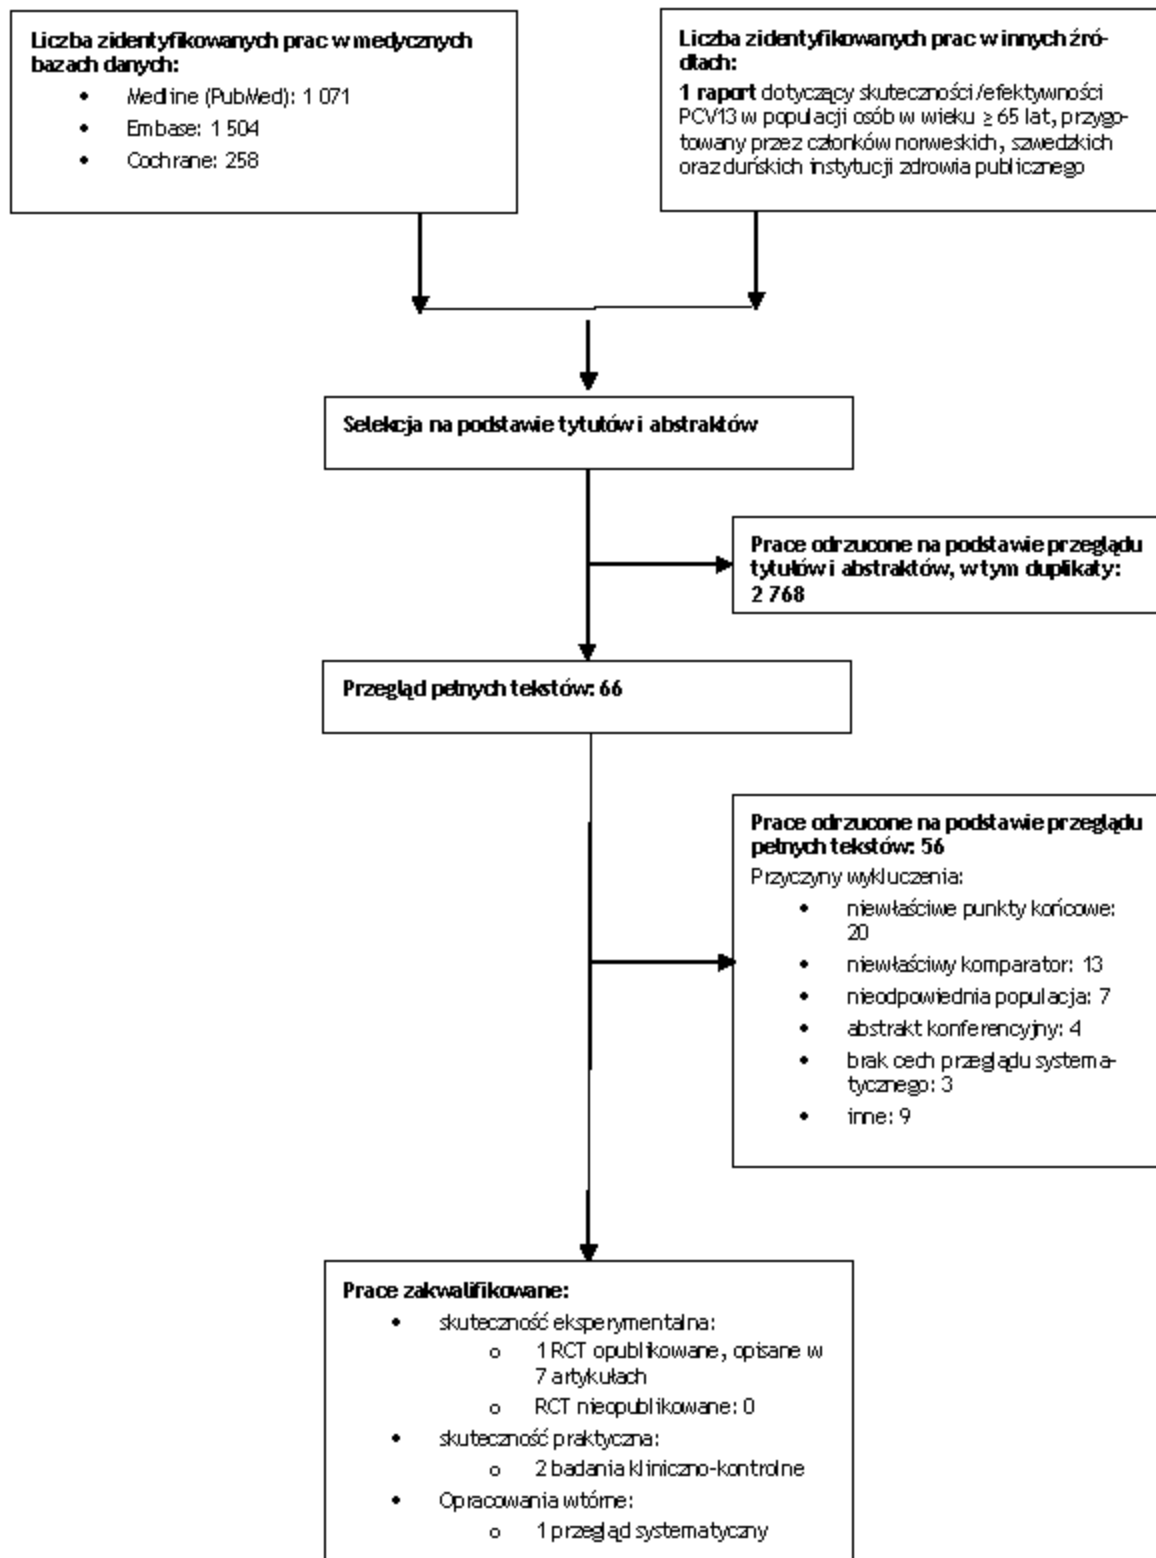 Liczba zidentyfikowanych prac w medycznych
bazach danych:
• Medline (PubMed): 1 071
• Embase: 1 504
• Cochrane: 258
Liczba zidentyfikowanych prac w innych źró-
dłach:
1 raport dotyczący skuteczności/efektywności
PCV13 w populacji osób w wieku ≥ 65 lat, przygo-
towany przez członków norweskich, szwedzkich
oraz duńskich instytucji zdrowia publicznego
Selekcja na podstawie tytułów i abstraktów
Prace odrzucone na podstawie przeglądu
tytułów i abstraktów, w tym duplikaty:
2 768
Przegląd pełnych tekstów: 66
Prace odrzucone na podstawie przeglądu
pełnych tekstów: 56
Przyczyny wykluczenia:
• niewłaściwe punkty końcowe:
20
• niewłaściwy komparator: 13
• nieodpowiednia populacja: 7
• abstrakt konferencyjny: 4
• brak cech przeglądu systema-
tycznego: 3
• inne: 9
Prace zakwalifikowane:
• skuteczność eksperymentalna:
o 1 RCT opublikowane, opisane w
7 artykułach
o RCT nieopublikowane: 0
• skuteczność praktyczna:
o 2 badania kliniczno-kontrolne
• Opracowania wtórne:
o 1 przegląd systematyczny